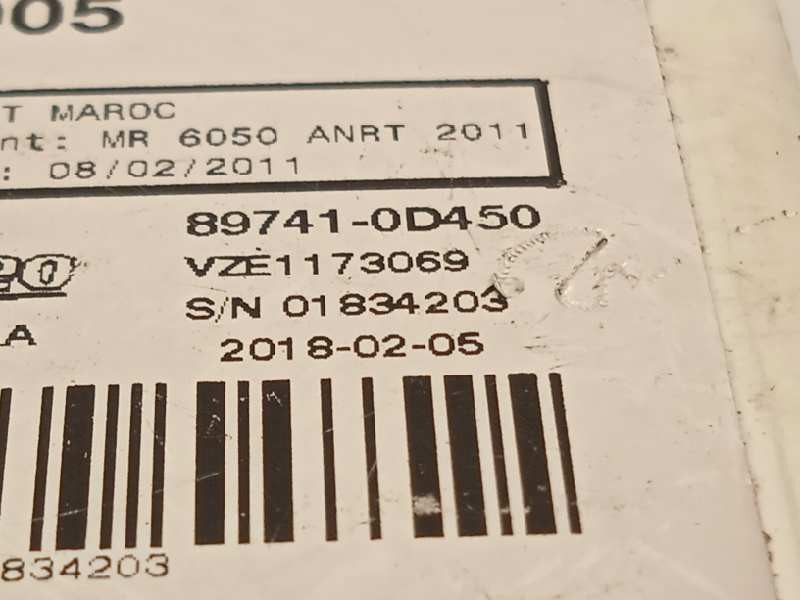 005
T MAROC
nt: MR 6050 ANRT 2011
: 08/02/2011
89741-0D450
VZE1173069
S/N 01834203
A
2018-02-05
834203